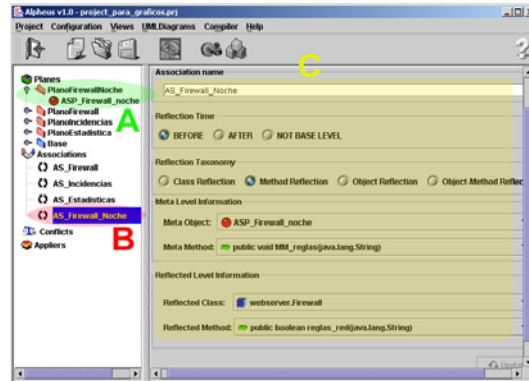 Alpheus v1.0 - project_para_graficos.prj
Project Configuration Views UMLDiagrams Compiler Help
Planes
PlanoFirewallNoche
ASP_Firewall_noche
PlanoFirewall
PlanoIncidencias
PlanoEstadistica
Base
Associations
AS_Firewall
AS_Incidencias
AS_Estadisticas
AS_Firewall_Noche
Conflicts
Appliers
A
B
C
Association name
AS_Firewall_Noche
Reflection Time
BEFORE AFTER NOT BASE LEVEL
Reflection Taxonomy
Class Reflection Method Reflection Object Reflection Object-Method Reflec
Meta Level Information
Meta Object: ASP_Firewall_noche
Meta Method: public void MM_reglas(java.lang.String)
Reflected Level Information
Reflected Class: webserver.Firewall
Reflected Method: public boolean reglas_red(java.lang.String)